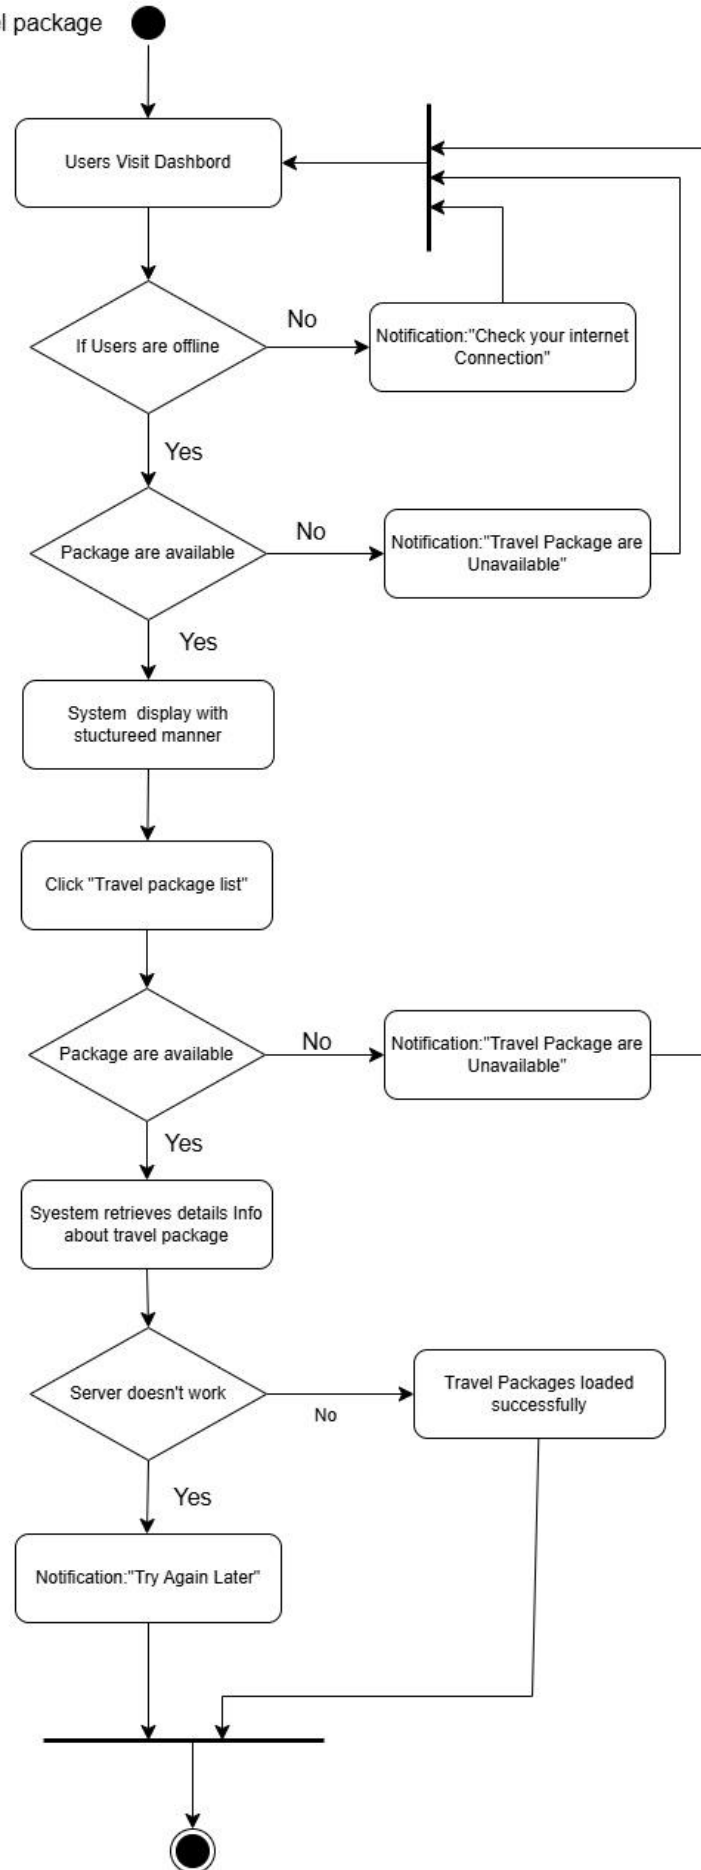 package
Users Visit Dashbord
If Users are offline
No
Notification:"Check your internet
Connection"
Yes
Package are available
No
Notification:"Travel Package are
Unavailable"
Yes
System display with
stuctureed manner
Click "Travel package list"
Package are available
No
Notification:"Travel Package are
Unavailable"
Yes
Syestem retrieves details Info
about travel package
Server doesn't work
No
Travel Packages loaded
successfully
Yes
Notification:"Try Again Later"